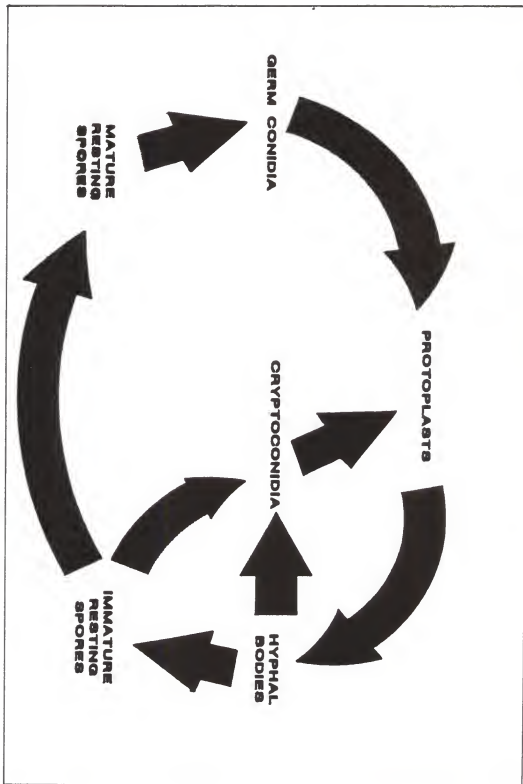 PROTOPLASTS
GERM CONIDIA
CRYPTOCONIDIA
HYPHAL
BODIES
MATURE
RESTING
SPORES
IMMATURE
RESTING
SPORES